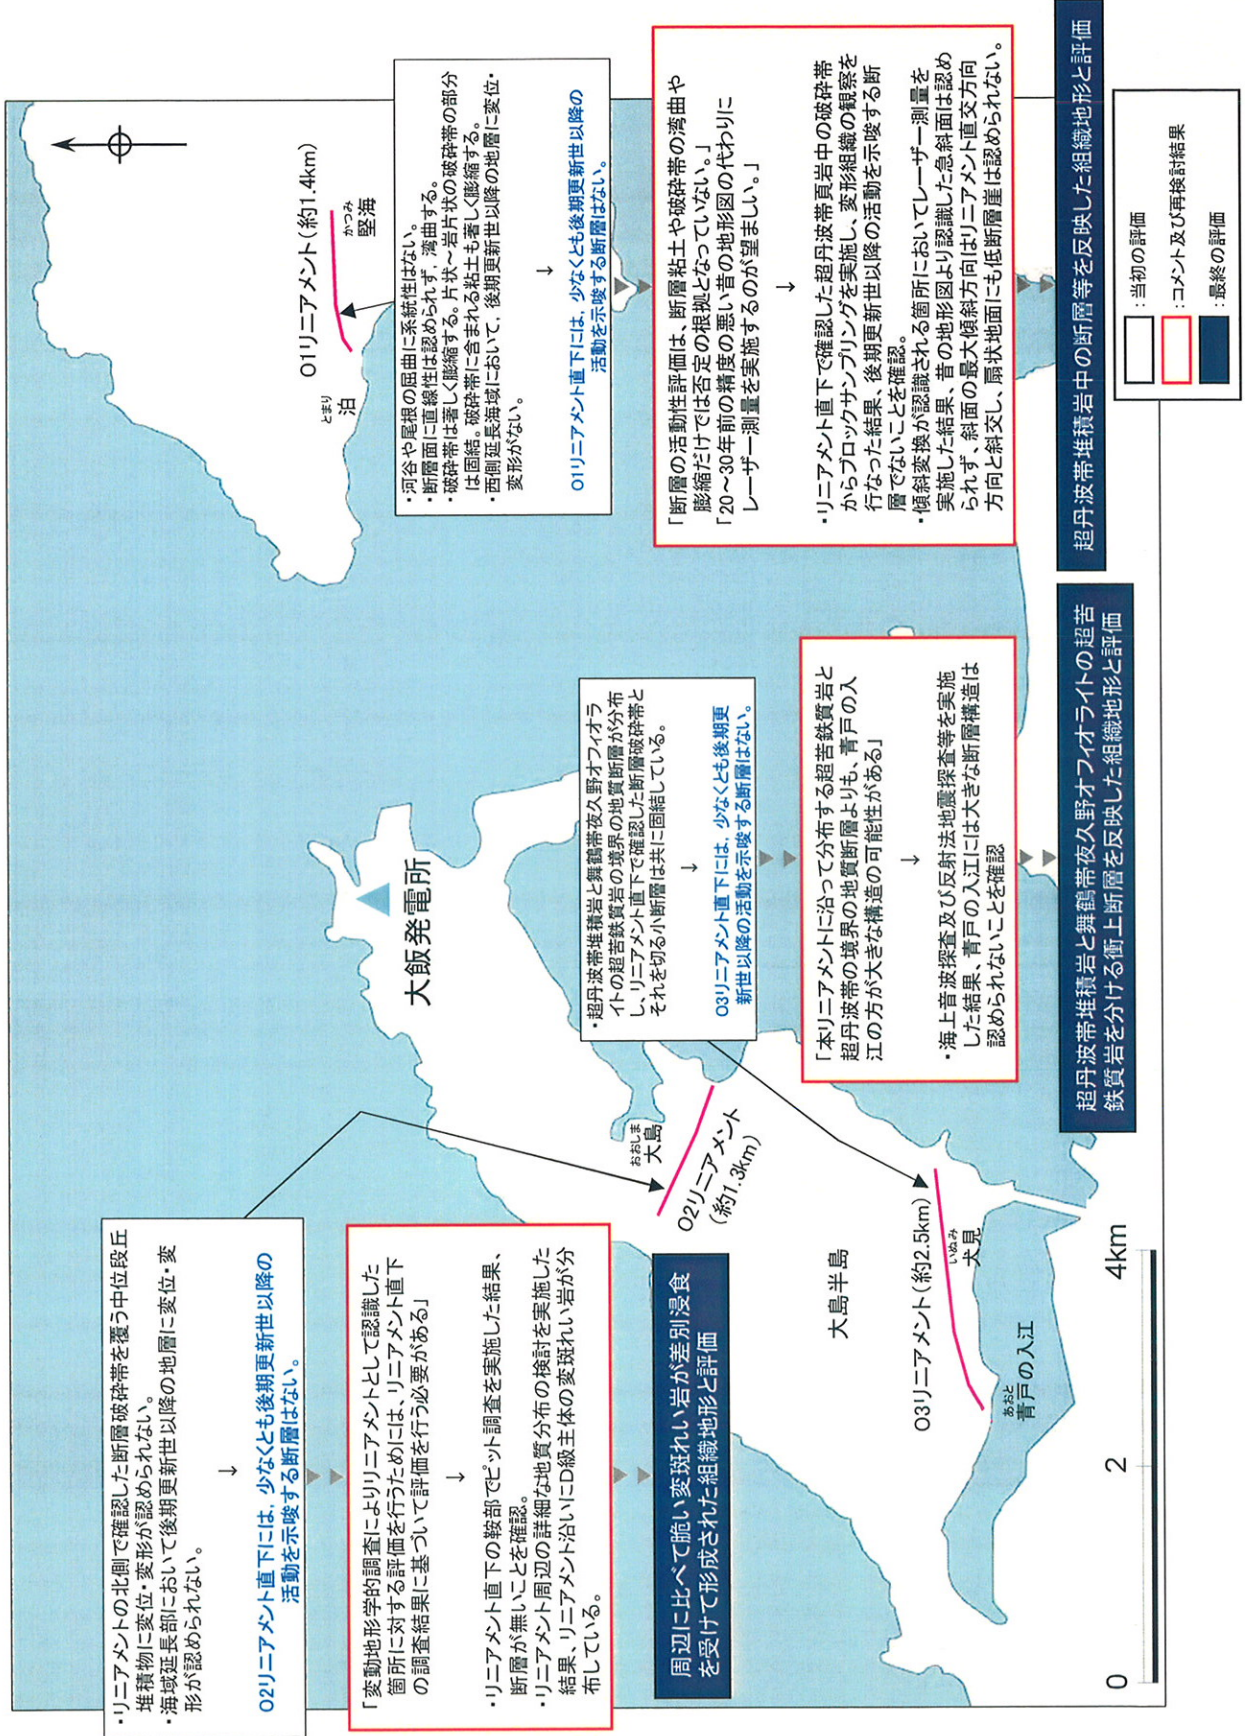 ・リニアメントの北側で確認した断層破砕帯を覆う中位段丘
堆積物に変位・変形が認められない。
・海域延長部において後期更新世以降の地層に変位・変
形が認められない。
↓
O2リニアメント直下には、少なくとも後期更新世以降の
活動を示唆する断層はない。
「変動地形学的調査によりリニアメントとして認識した
箇所に対する評価を行うためには、リニアメント直下
の調査結果に基づいて評価を行う必要がある」
↓
・リニアメント直下の鞍部でピット調査を実施した結果、
断層が無いことを確認。
・リニアメント周辺の詳細な地質分布の検討を実施した
結果、リニアメント沿いにD級主体の変斑れい岩が分
布している。
周辺に比べて脆い変斑れい岩が差別浸食
を受けて形成された組織地形と評価
大飯発電所
おおしま
大島
O2リニアメント
(約1.3km)
大島半島
O3リニアメント(約2.5km)
いぬみ
犬見
あおと
青戸の入江
0
2
4km
・超丹波帯堆積岩と舞鶴帯夜久野オフィオラ
イトの超苦鉄質岩の境界の地質断層が分布
し、リニアメント直下で確認した断層破砕帯と
それを切る小断層は共に固結している。
↓
O3リニアメント直下には、少なくとも後期更
新世以降の活動を示唆する断層はない。
「本リニアメントに沿って分布する超苦鉄質岩と
超丹波帯の境界の地質断層よりも、青戸の入
江の方が大きな構造の可能性がある」
↓
・海上音波探査及び反射法地震探査等を実施
した結果、青戸の入江には大きな断層構造は
認められないことを確認
超丹波帯堆積岩と舞鶴帯夜久野オフィオライトの超苦
鉄質岩を分ける衝上断層を反映した組織地形と評価
O1リニアメント(約1.4km)
とまり
泊
かつみ
堅海
・河谷や尾根の屈曲に系統性はない。
・断層面に直線性は認められず、湾曲する。
・破砕帯は著しく膨縮する。片状～岩片状の破砕帯の部分
は固結。破砕帯に含まれる粘土も著しく膨縮する。
・西側延長海域において、後期更新世以降の地層に変位・
変形がない。
↓
O1リニアメント直下には、少なくとも後期更新世以降の
活動を示唆する断層はない。
「断層の活動性評価は、断層粘土や破砕帯の湾曲や
膨縮だけでは否定の根拠となっていない。」
「20～30年前の精度の悪い昔の地形図の代わりに
レーザー測量を実施するのが望ましい。」
↓
・リニアメント直下で確認した超丹波帯頁岩中の破砕帯
からブロックサンプリングを実施し、変形組織の観察を
行なった結果、後期更新世以降の活動を示唆する断
層でないことを確認。
・傾斜変換が認識される箇所においてレーザー測量を
実施した結果、昔の地形図より認識した急斜面は認め
られず、斜面の最大傾斜方向はリニアメント直交方向
方向と斜交し、扇状地面にも低断層崖は認められない。
超丹波帯堆積岩中の断層等を反映した組織地形と評価
：当初の評価
：コメント及び再検討結果
：最終の評価